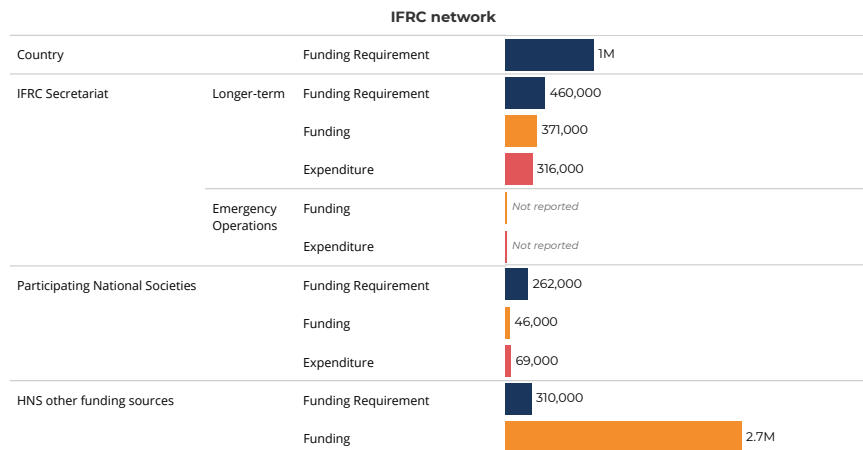 IFRC network
Country Funding Requirement 1M
IFRC Secretariat Longer-term Funding Requirement 460,000
Funding 371,000
Expenditure 316,000
Emergency Operations Funding Not reported
Expenditure Not reported
Participating National Societies Funding Requirement 262,000
Funding 46,000
Expenditure 69,000
HNS other funding sources Funding Requirement 310,000
Funding 2.7M